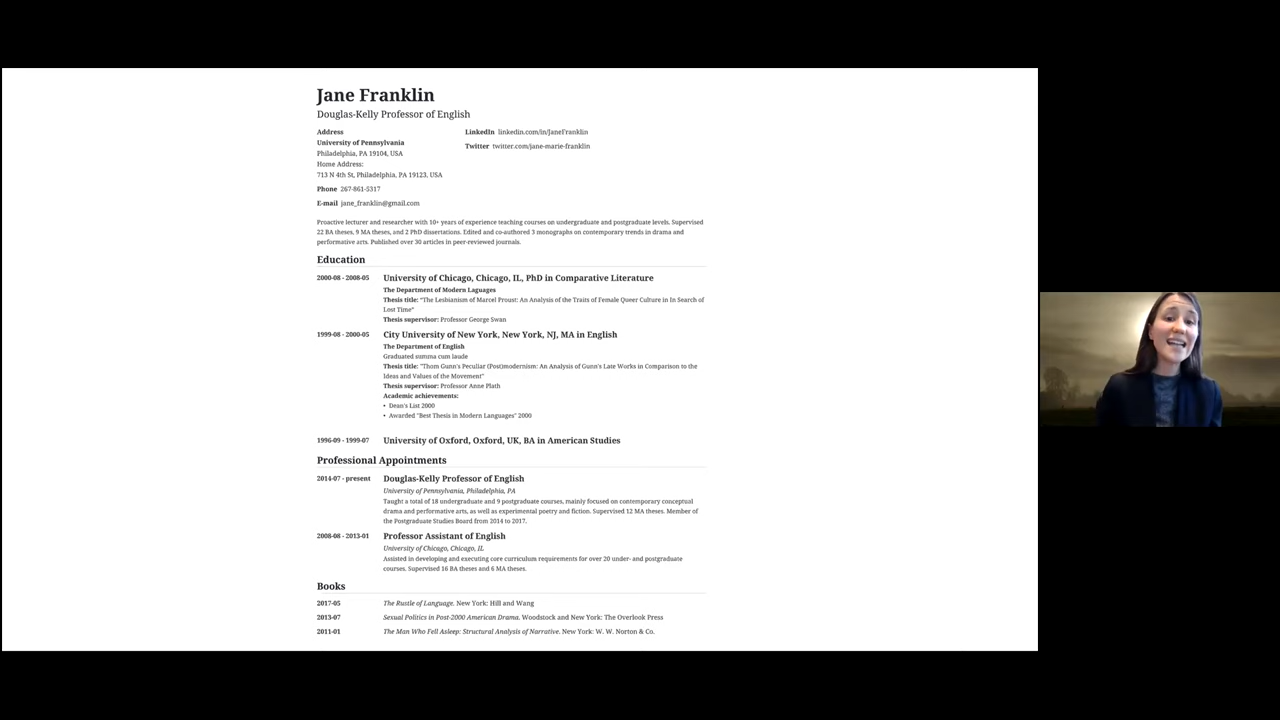 Jane Franklin
Douglas-Kelly Professor of English
Address
University of Pennsylvania
Philadelphia, PA 19104, USA
Home Address:
713 N 4th St, Philadelphia, PA 19123, USA
Phone 267-861-5317
E-mail jane_franklin@gmail.com
LinkedIn linkedin.com/in/JaneFranklin
Twitter twitter.com/jane-marie-franklin
Proactive lecturer and researcher with 10+ years of experience teaching courses on undergraduate and postgraduate levels. Supervised
22 BA theses, 9 MA theses, and 2 PhD dissertations. Edited and co-authored 3 monographs on contemporary trends in drama and
performative arts. Published over 30 articles in peer-reviewed journals.
Education
2000-08 - 2008-05 University of Chicago, Chicago, IL, PhD in Comparative Literature
The Department of Modern Laguages
Thesis title: “The Lesbianism of Marcel Proust: An Analysis of the Traits of Female Queer Culture in In Search of
Lost Time”
Thesis supervisor: Professor George Swan
1999-08 - 2000-05 City University of New York, New York, NJ, MA in English
The Department of English
Graduated summa cum laude
Thesis title: "Thom Gunn's Peculiar (Post)modernism: An Analysis of Gunn's Late Works in Comparison to the
Ideas and Values of the Movement"
Thesis supervisor: Professor Anne Plath
Academic achievements:
• Dean's List 2000
• Awarded "Best Thesis in Modern Languages" 2000
1996-09 - 1999-07 University of Oxford, Oxford, UK, BA in American Studies
Professional Appointments
2014-07 - present Douglas-Kelly Professor of English
University of Pennsylvania, Philadelphia, PA
Taught a total of 18 undergraduate and 9 postgraduate courses, mainly focused on contemporary conceptual
drama and performative arts, as well as experimental poetry and fiction. Supervised 12 MA theses. Member of
the Postgraduate Studies Board from 2014 to 2017.
2008-08 - 2013-01 Professor Assistant of English
University of Chicago, Chicago, IL
Assisted in developing and executing core curriculum requirements for over 20 under- and postgraduate
courses. Supervised 16 BA theses and 6 MA theses.
Books
2017-05 The Rustle of Language. New York: Hill and Wang
2013-07 Sexual Politics in Post-2000 American Drama. Woodstock and New York: The Overlook Press
2011-01 The Man Who Fell Asleep: Structural Analysis of Narrative. New York: W. W. Norton & Co.